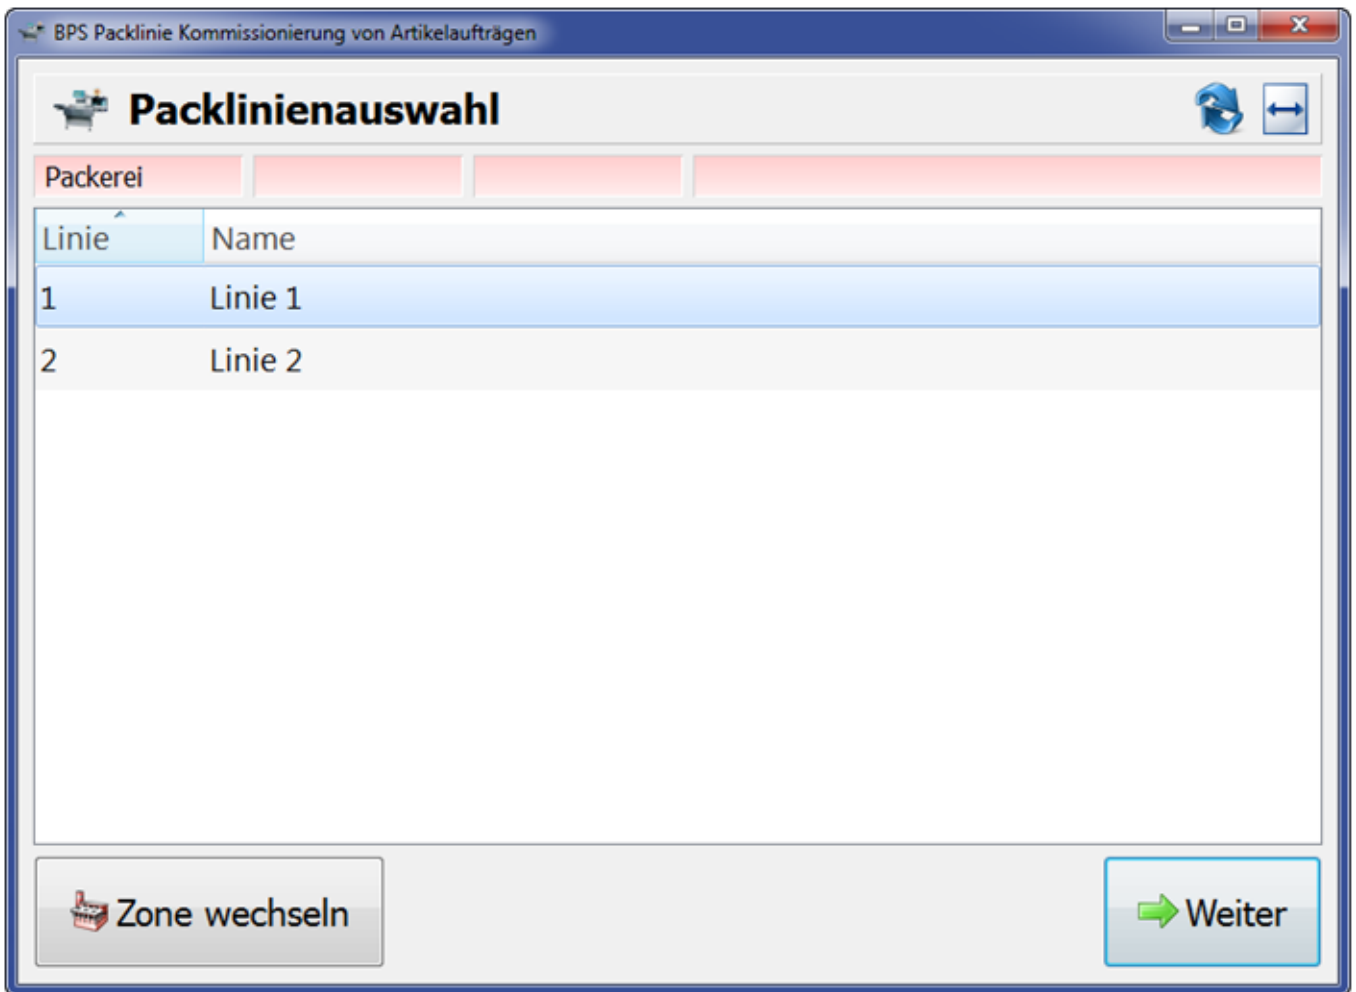 BPS Packlinie Kommissionierung von Artikelaufträgen
Packlinienauswahl
Packerei
Linie Name
1 Linie 1
2 Linie 2
Zone wechseln Weiter